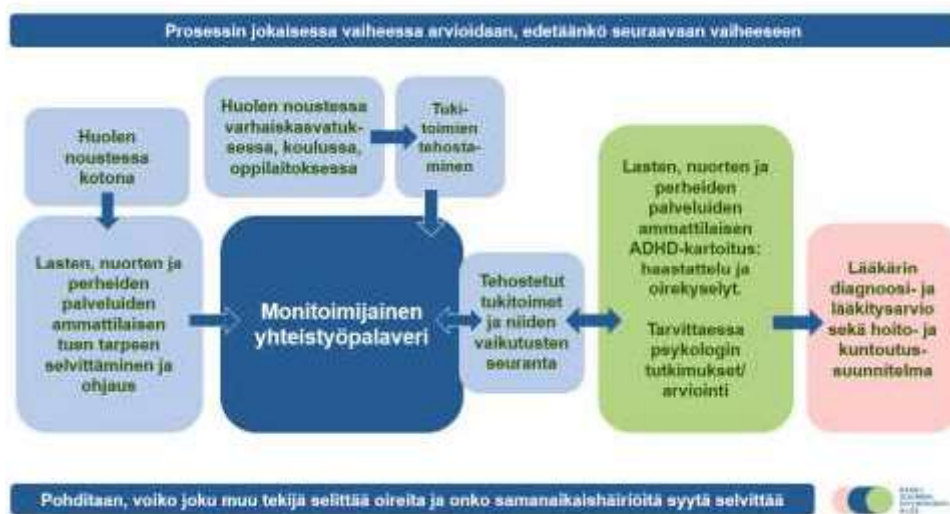 Prosessin jokaisessa vaiheessa arvioidaan, edetäänkö seuraavaan vaiheeseen
Huolen
noustessa
kotona
Huolen noustessa
varhaiskasvatuk-
sessa, koulussa,
oppilaitoksessa
Tuki-
toimien
tehosta-
minen
Lasten, nuorten ja
perheiden
palveluiden
ammattilaisen
tuen tarpeen
selvittäminen ja
ohjaus
Monitoimijainen
yhteistyöpalaveri
Tehostetut
tukitoimet
ja niiden
vaikutusten
seuranta
Lasten, nuorten ja
perheiden
palveluiden
ammattilaisen
ADHD-kartoitus:
haastattelu ja
oirekyselyt.
Tarvittaessa
psykologin
tutkimukset/
arviointi
Lääkärin
diagnoosi- ja
lääkitysarvio
sekä hoito- ja
kuntoutus-
suunnitelma
Pohditaan, voiko joku muu tekijä selittää oireita ja onko samanaikaishäiriöitä syytä selvittää